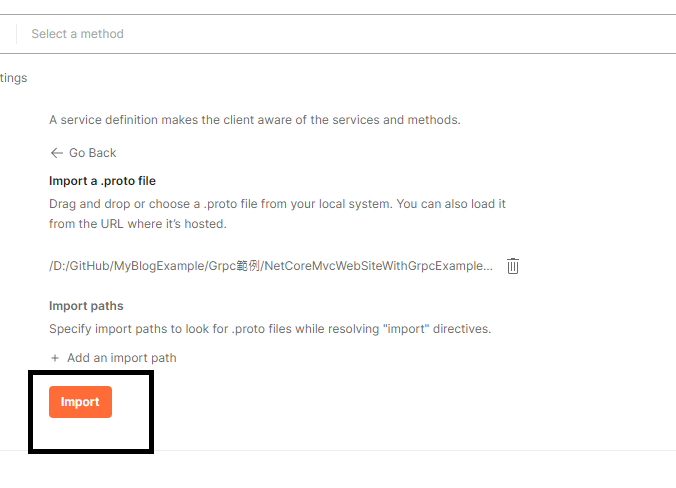 Select a method
tings
A service definition makes the client aware of the services and methods.
← Go Back
Import a .proto file
Drag and drop or choose a .proto file from your local system. You can also load it
from the URL where it's hosted.
/D:/GitHub/MyBlogExample/Grpc範例/NetCoreMvcWebSiteWithGrpcExample...
Import paths
Specify import paths to look for .proto files while resolving "import" directives.
+ Add an import path
Import